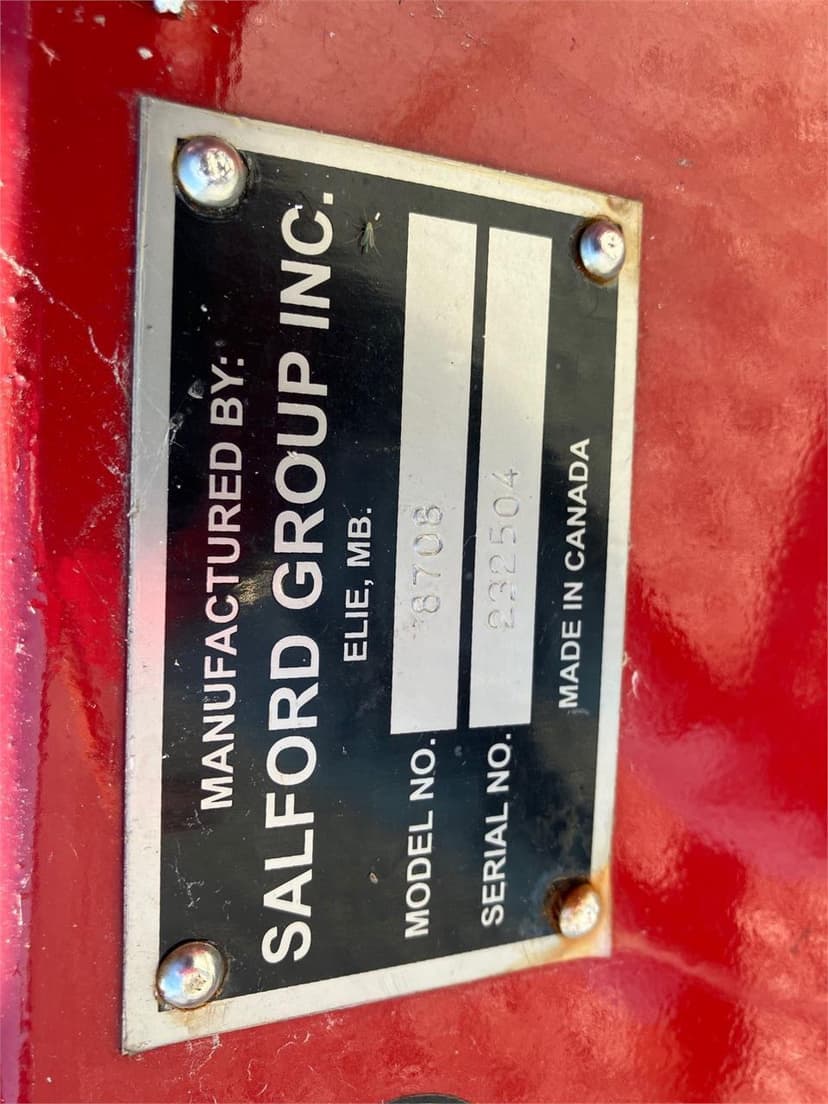 MANUFACTURED BY:
SALFORD GROUP INC.
ELIE, MB.
MODEL NO. 8708
SERIAL NO. 232504
MADE IN CANADA